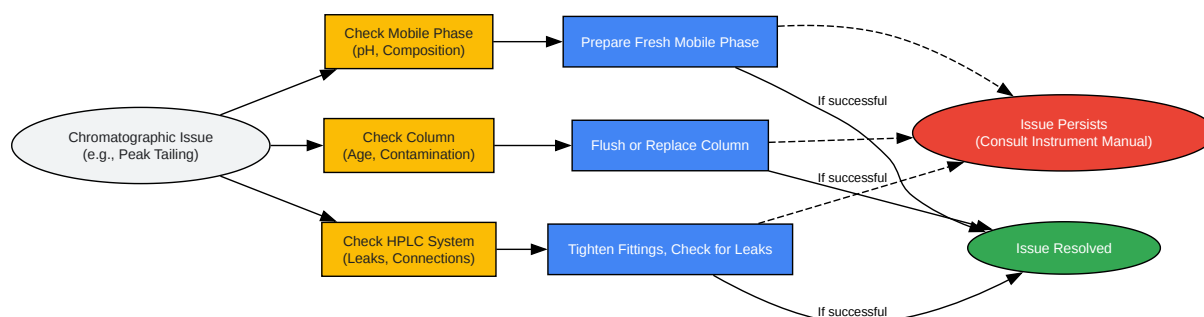 Check Mobile Phase
(pH, Composition)
Prepare Fresh Mobile Phase
If successful
Chromatographic Issue
(e.g., Peak Tailing)
Check Column
(Age, Contamination)
Flush or Replace Column
Issue Persists
(Consult Instrument Manual)
If successful
Check HPLC System
(Leaks, Connections)
Tighten Fittings, Check for Leaks
Issue Resolved
If successful